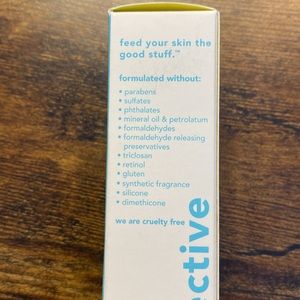 feed your skin the
good stuff.™
formulated without:
• parabens
• sulfates
• phthalates
• mineral oil & petrolatum
• formaldehydes
• formaldehyde releasing
preservatives
• triclosan
• retinol
• gluten
• synthetic fragrance
• silicone
• dimethicone
we are cruelty free
ective